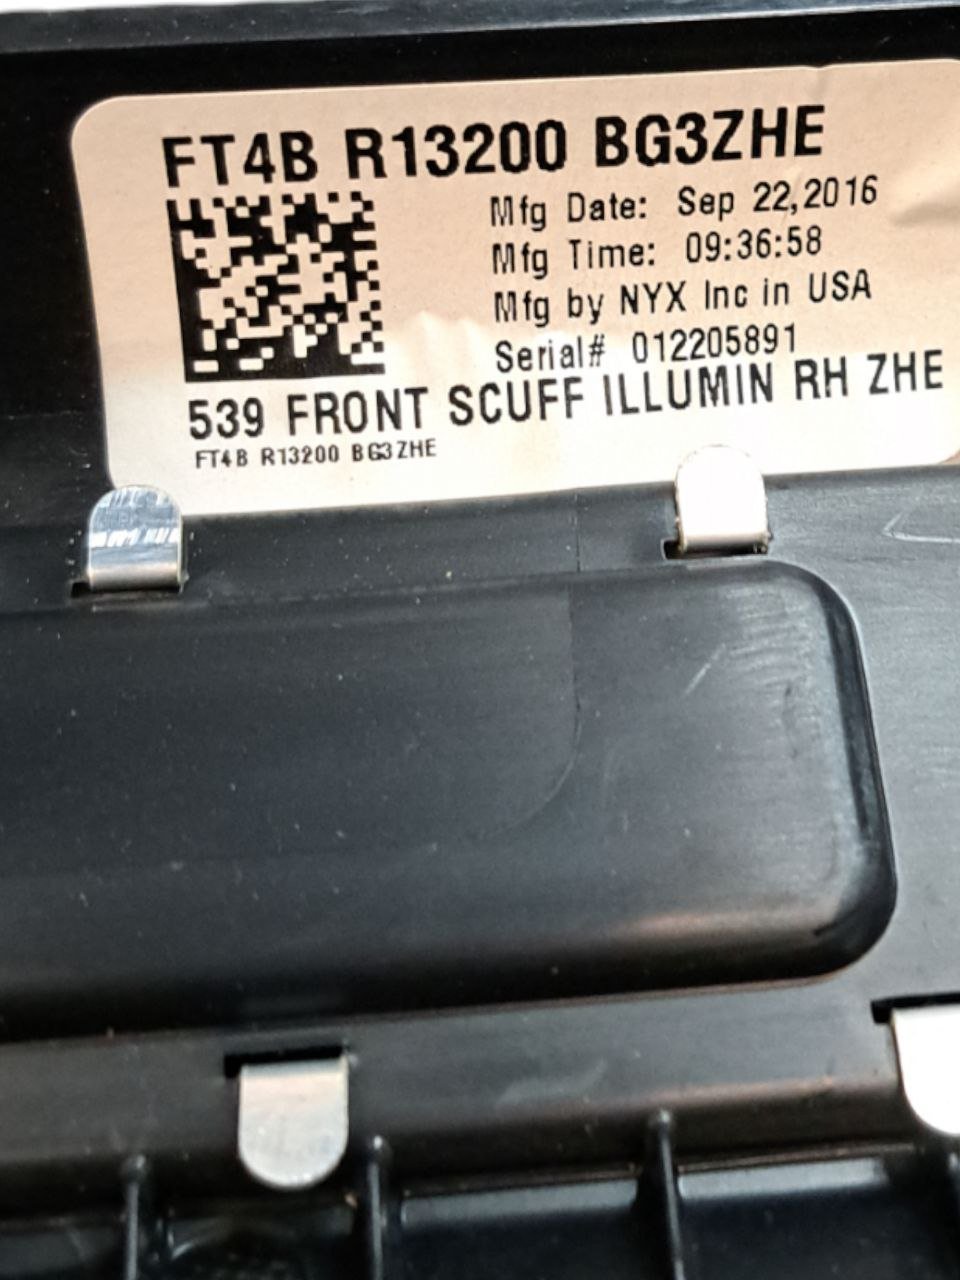 FT4B R13200 BG3ZHE
Mfg Date: Sep 22,2016
Mfg Time: 09:36:58
Mfg by NYX Inc in USA
Serial# 012205891
539 FRONT SCUFF ILLUMIN RH ZHE
FT4B R13200 BG3ZHE